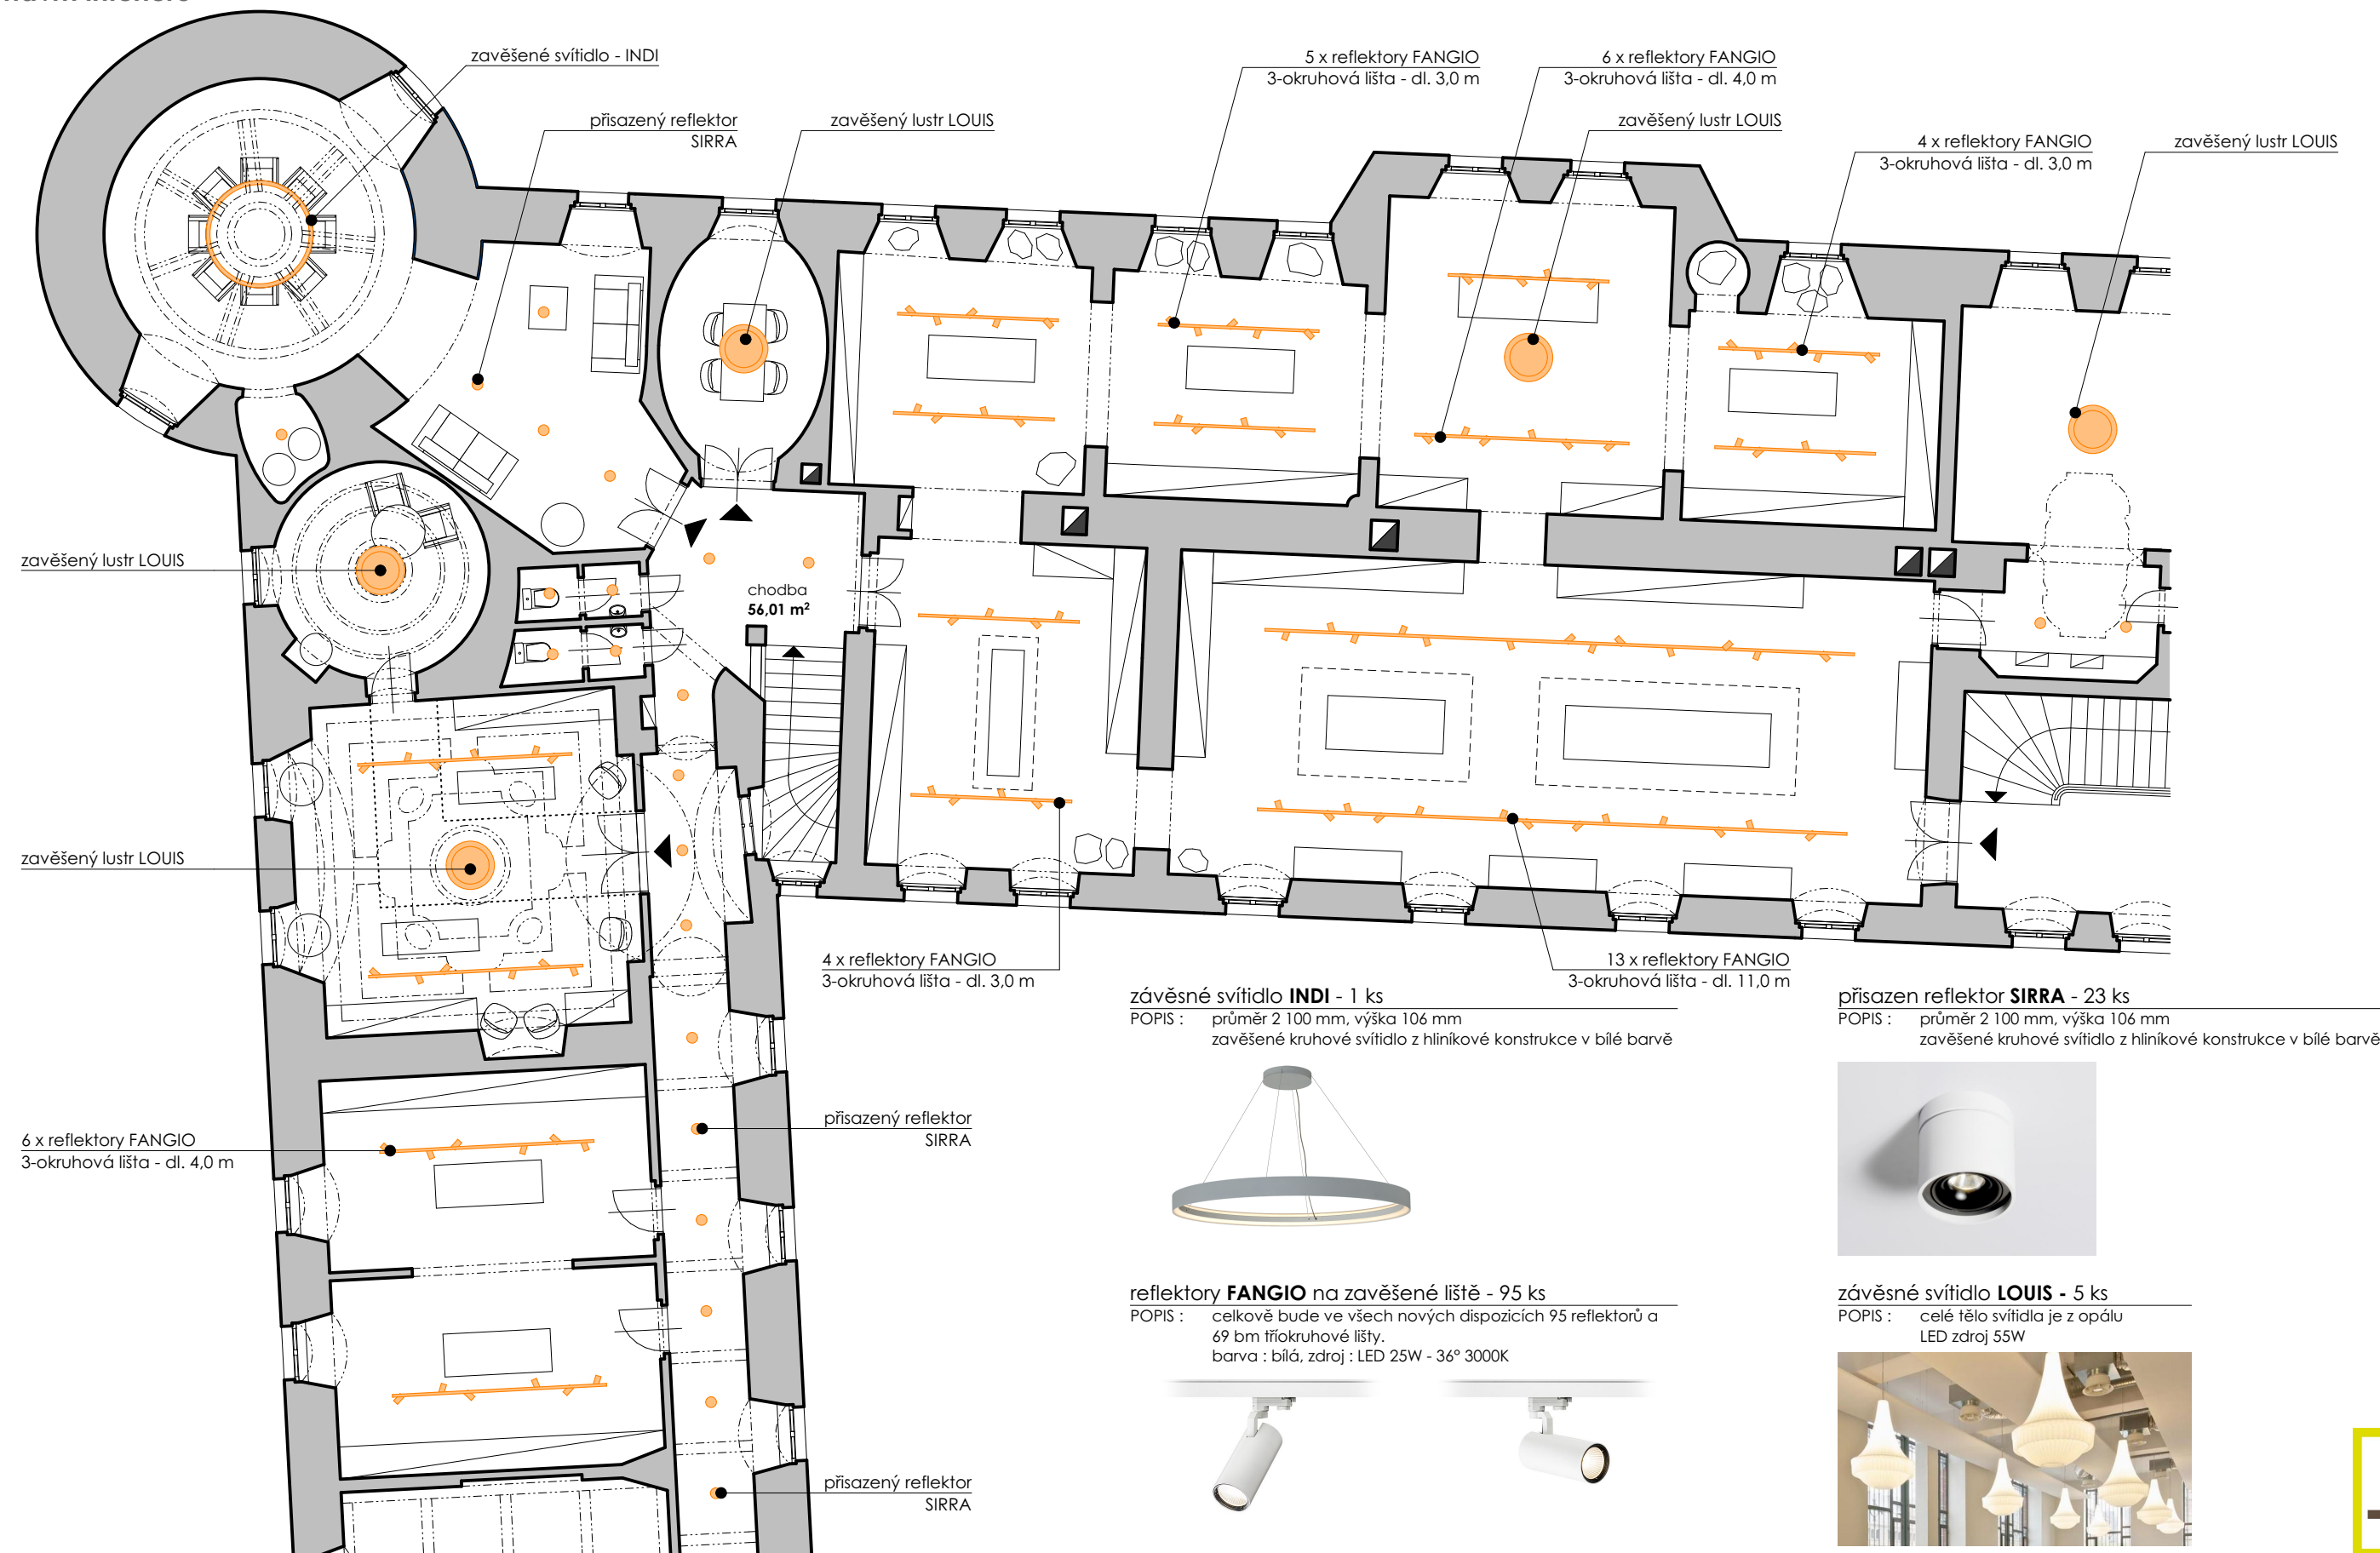 zavěšené svítidlo - INDI
přisazený reflektor
SIRRA
zavěšený lustr LOUIS
5 x reflektory FANGIO
3-okruhová lišta - dl. 3,0 m
6 x reflektory FANGIO
3-okruhová lišta - dl. 4,0 m
zavěšený lustr LOUIS
4 x reflektory FANGIO
3-okruhová lišta - dl. 3,0 m
zavěšený lustr LOUIS
zavěšený lustr LOUIS
chodba
56,01 m²
zavěšený lustr LOUIS
4 x reflektory FANGIO
3-okruhová lišta - dl. 3,0 m
13 x reflektory FANGIO
3-okruhová lišta - dl. 11,0 m
6 x reflektory FANGIO
3-okruhová lišta - dl. 4,0 m
přisazený reflektor
SIRRA
přisazený reflektor
SIRRA
závěsné svítidlo INDI - 1 ks
POPIS : průměr 2 100 mm, výška 106 mm
zavěšené kruhové svítidlo z hliníkové konstrukce v bílé barvě
přisazen reflektor SIRRA - 23 ks
POPIS : průměr 2 100 mm, výška 106 mm
zavěšené kruhové svítidlo z hliníkové konstrukce v bílé barvě
reflektory FANGIO na zavěšené liště - 95 ks
POPIS : celkově bude ve všech nových dispozicích 95 reflektorů a
69 bm tříokruhové lišty.
barva : bílá, zdroj : LED 25W - 36° 3000K
závěsné svítidlo LOUIS - 5 ks
POPIS : celé tělo svítidla je z opálu
LED zdroj 55W